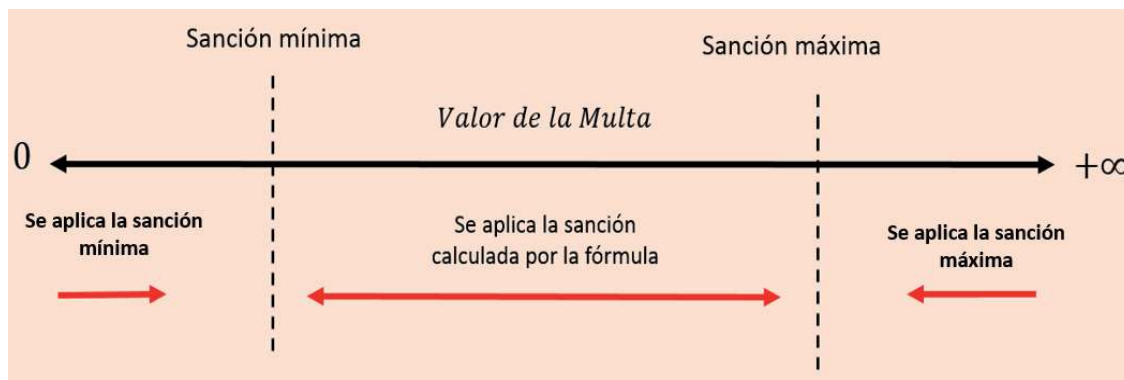 Sanción mínima
Sanción máxima
Valor de la Multa
0
+∞
Se aplica la sanción
mínima
Se aplica la sanción
calculada por la fórmula
Se aplica la sanción
máxima